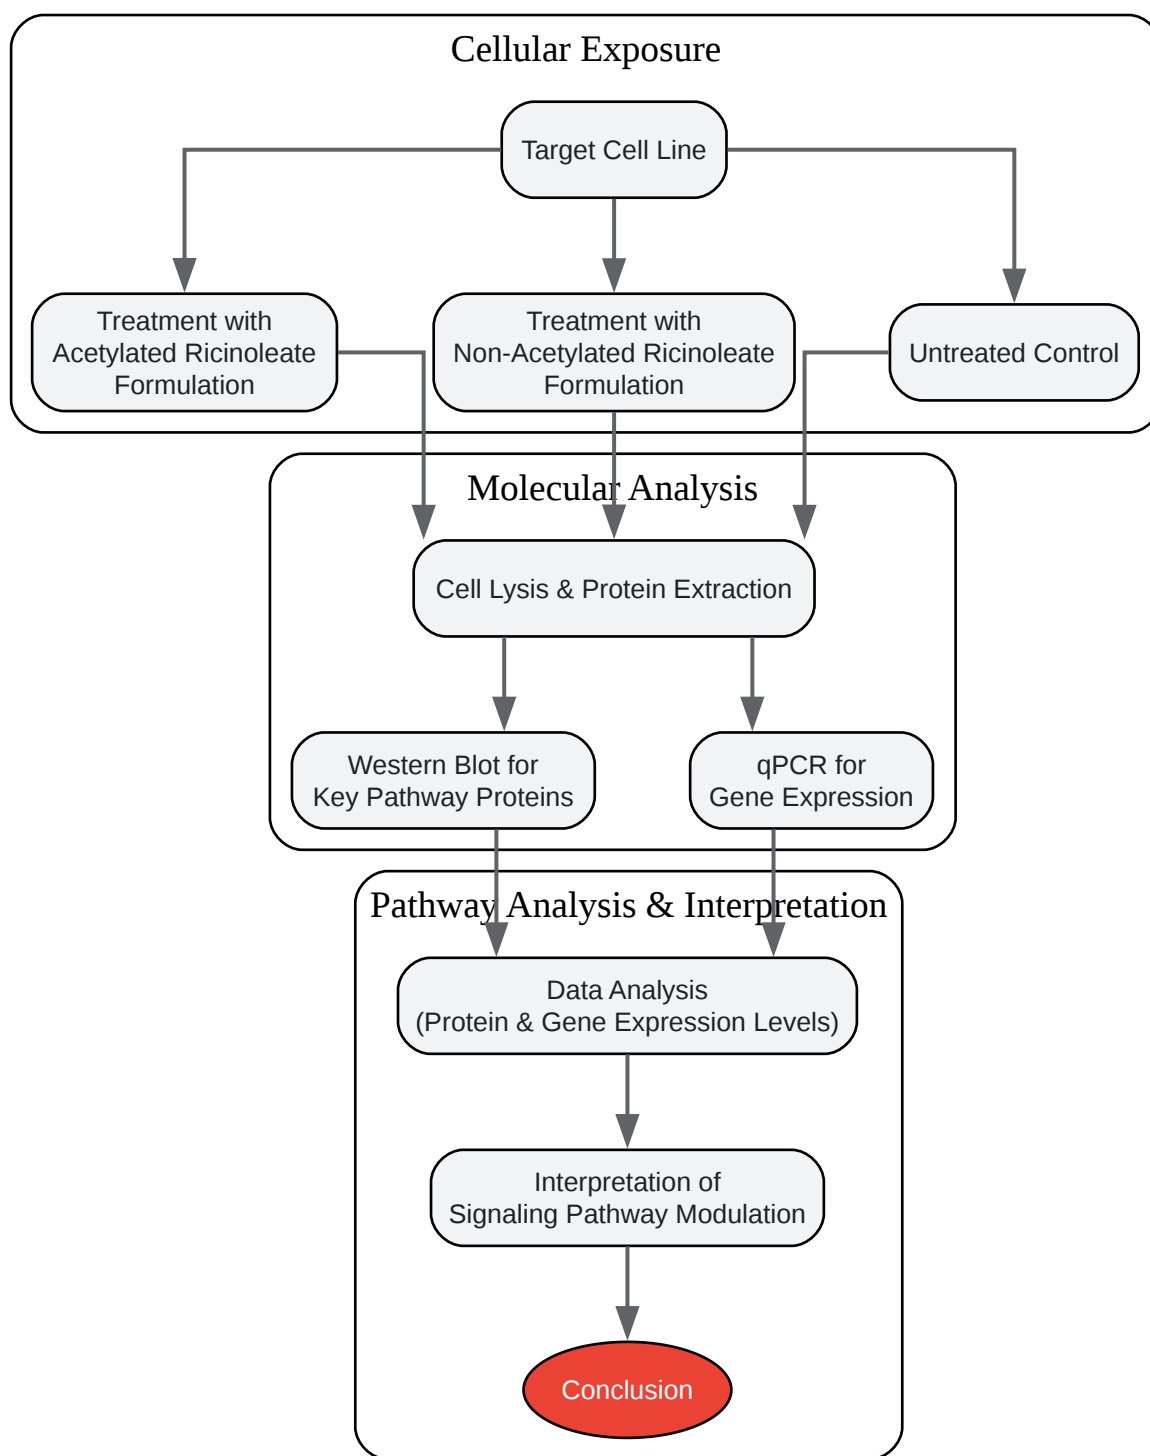 Cellular Exposure
Target Cell Line
Treatment with
Acetylated Ricinoleate
Formulation
Treatment with
Non-Acetylated Ricinoleate
Formulation
Untreated Control
Molecular Analysis
Cell Lysis & Protein Extraction
Western Blot for
Key Pathway Proteins
qPCR for
Gene Expression
Pathway Analysis & Interpretation
Data Analysis
(Protein & Gene Expression Levels)
Interpretation of
Signaling Pathway Modulation
Conclusion